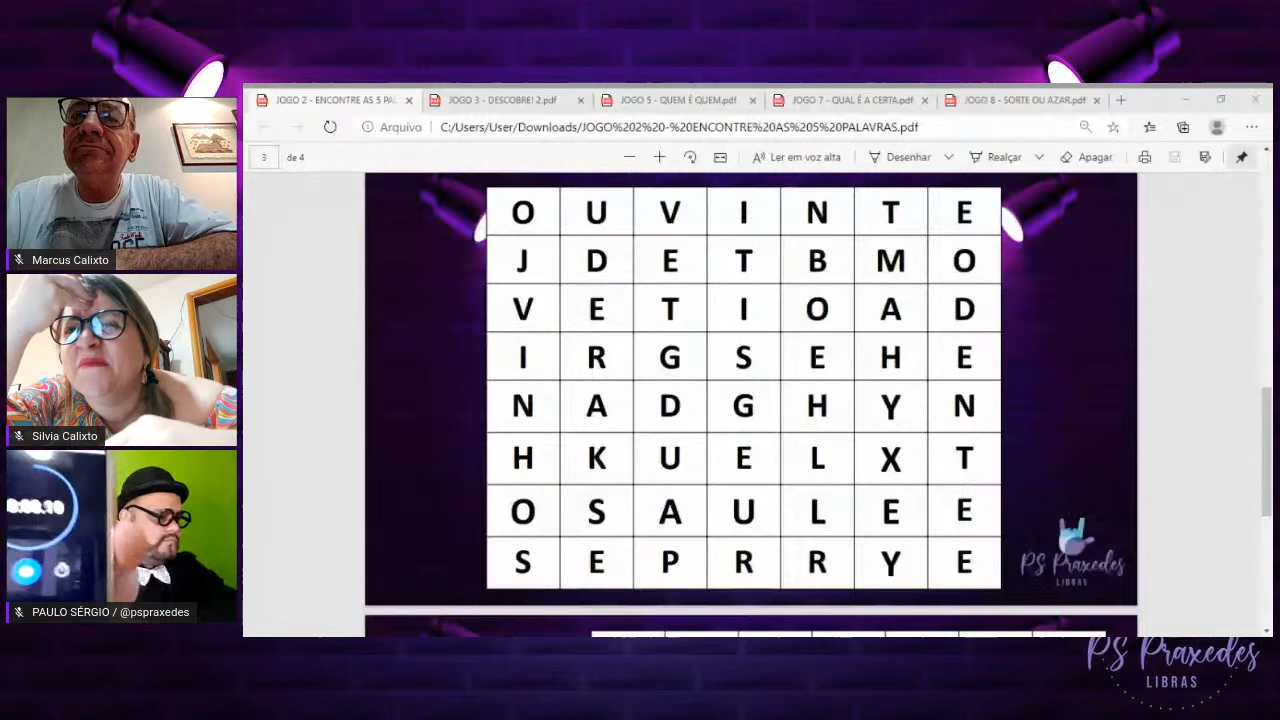 JOGO 2 - ENCONTRE AS 5 PAL
JOGO 3 - DESCOBRE! 2.pdf
JOGO 5 - QUEM É QUEM.pdf
JOGO 7 - QUAL É A CERTA.pdf
JOGO 8 - SORTE OU AZAR.pdf
Arquivo C:/Users/User/Downloads/JOGO%202%20-%20ENCONTRE%20AS%205%20PALAVRAS.pdf
3 de 4 Ler em voz alta Desenhar Realçar Apagar
O U V I N T E
J D E T B M O
V E T I O A D
I R G S E H E
N A D G H Y N
H K U E L X T
O S A U L E E
S E P R R Y E
PS Praxedes
LIBRAS
Marcus Calixto
Silvia Calixto
PAULO SÉRGIO / @pspraxedes
PS Praxedes
LIBRAS